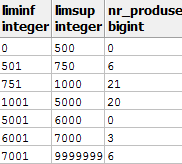 liminf limsup nr_produse
integer integer bigint
0 500 0
501 750 6
751 1000 21
1001 5000 20
5001 6000 0
6001 7000 3
7001 9999999 6